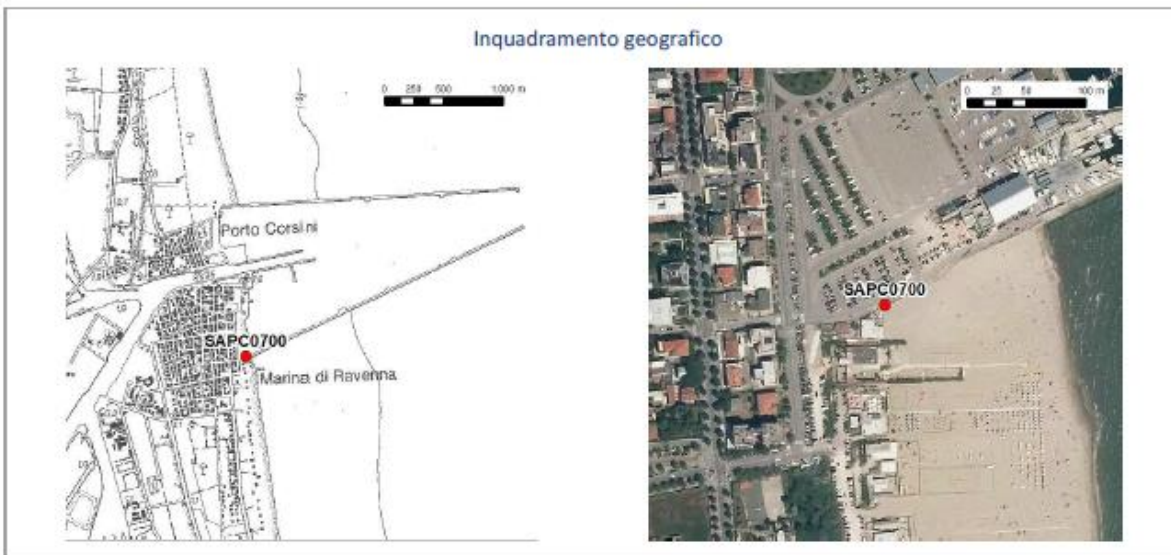 Inquadramento geografico
0 250 500 1.000 m
Porto Corsini
SAPC0700
Marina di Ravenna
0 25 50 100 m
SAPC0700